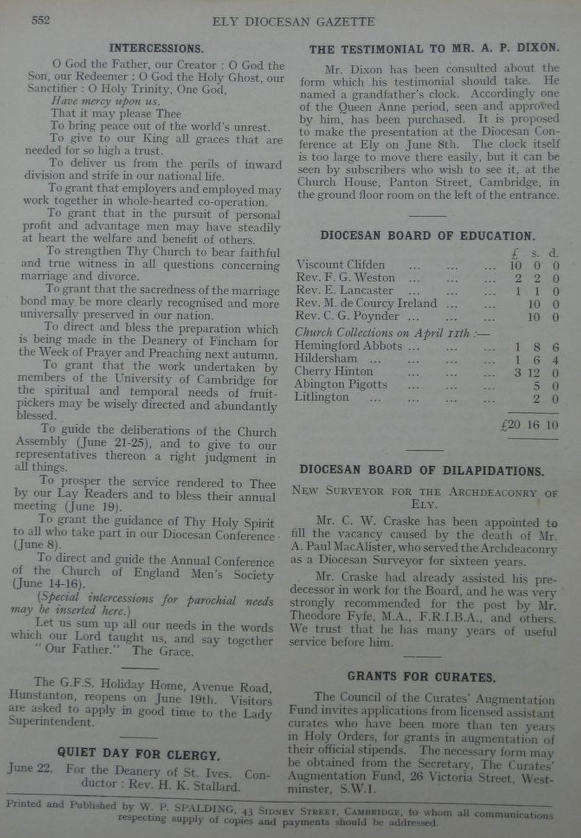 552 ELY DIOCESAN GAZETTE
INTERCESSIONS.
O God the Father, our Creator : O God the
Son, our Redeemer : O God the Holy Ghost, our
Sanctifier : O Holy Trinity, One God,
Have mercy upon us.
That it may please Thee
To bring peace out of the world's unrest.
To give to our King all graces that are
needed for so high a trust.
To deliver us from the perils of inward
division and strife in our national life.
To grant that employers and employed may
work together in whole-hearted co-operation.
To grant that in the pursuit of personal
profit and advantage men may have steadily
at heart the welfare and benefit of others.
To strengthen Thy Church to bear faithful
and true witness in all questions concerning
marriage and divorce.
To grant that the sacredness of the marriage
bond may be more clearly recognised and more
universally preserved in our nation.
To direct and bless the preparation which
is being made in the Deanery of Fincham for
the Week of Prayer and Preaching next autumn.
To grant that the work undertaken by
members of the University of Cambridge for
the spiritual and temporal needs of fruit-
pickers may be wisely directed and abundantly
blessed.
To guide the deliberations of the Church
Assembly (June 21-25), and to give to our
representatives thereon a right judgment in
all things.
To prosper the service rendered to Thee
by our Lay Readers and to bless their annual
meeting (June 19).
To grant the guidance of Thy Holy Spirit
to all who take part in our Diocesan Conference
(June 8).
To direct and guide the Annual Conference
of the Church of England Men's Society
(June 14-16).
(Special intercessions for parochial needs
may be inserted here.)
Let us sum up all our needs in the words
which our Lord taught us, and say together
"Our Father." The Grace.
The G.F.S. Holiday Home, Avenue Road,
Hunstanton, reopens on June 19th. Visitors
are asked to apply in good time to the Lady
Superintendent.
QUIET DAY FOR CLERGY.
June 22. For the Deanery of St. Ives. Con-
ductor : Rev. H. K. Stallard.
THE TESTIMONIAL TO MR. A. P. DIXON.
Mr. Dixon has been consulted about the
form which his testimonial should take. He
named a grandfather's clock. Accordingly one
of the Queen Anne period, seen and approved
by him, has been purchased. It is proposed
to make the presentation at the Diocesan Con-
ference at Ely on June 8th. The clock itself
is too large to move there easily, but it can be
seen by subscribers who wish to see it, at the
Church House, Panton Street, Cambridge, in
the ground floor room on the left of the entrance.
DIOCESAN BOARD OF EDUCATION.
£ s. d.
Viscount Clifden ... ... ... 10 0 0
Rev. F. G. Weston ... ... ... 2 2 0
Rev. E. Lancaster ... ... ... 1 1 0
Rev. M. de Courcy Ireland ... ... 10 0
Rev. C. G. Poynder ... ... ... 10 0
Church Collections on April 11th :—
Hemingford Abbots ... ... ... 1 8 6
Hildersham ... ... ... ... 1 6 4
Cherry Hinton ... ... ... 3 12 0
Abington Pigotts ... ... ... 5 0
Litlington ... ... ... ... 2 0
£20 16 10
DIOCESAN BOARD OF DILAPIDATIONS.
NEW SURVEYOR FOR THE ARCHDEACONRY OF
ELY.
Mr. C. W. Craske has been appointed to
fill the vacancy caused by the death of Mr.
A. Paul MacAlister, who served the Archdeaconry
as a Diocesan Surveyor for sixteen years.
Mr. Craske had already assisted his pre-
decessor in work for the Board, and he was very
strongly recommended for the post by Mr.
Theodore Fyfe, M.A., F.R.I.B.A., and others.
We trust that he has many years of useful
service before him.
GRANTS FOR CURATES.
The Council of the Curates' Augmentation
Fund invites applications from licensed assistant
curates who have been more than ten years
in Holy Orders, for grants in augmentation of
their official stipends. The necessary form may
be obtained from the Secretary, The Curates'
Augmentation Fund, 26 Victoria Street, West-
minster, S.W.1.
Printed and Published by W. P. SPALDING, 43 SIDNEY STREET, CAMBRIDGE, to whom all communications
respecting supply of copies and payments should be addressed.